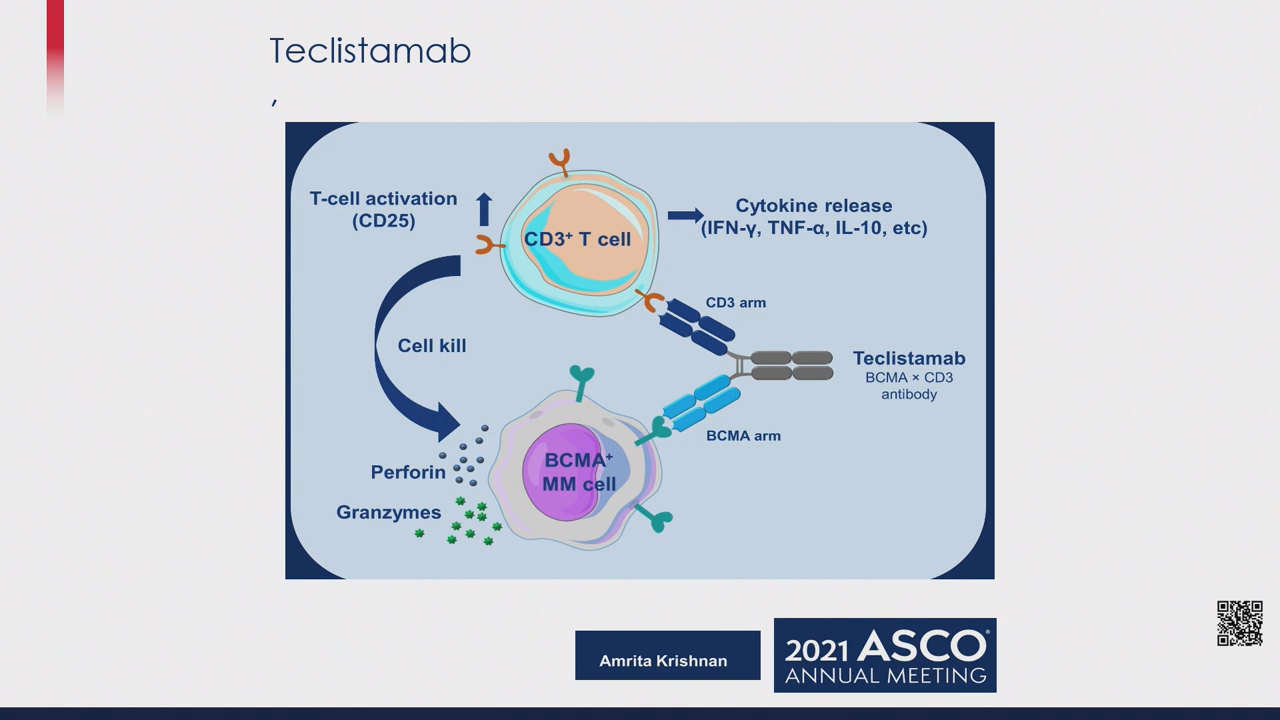 Teclistamab
,
T-cell activation
(CD25)
CD3⁺ T cell
Cytokine release
(IFN-γ, TNF-α, IL-10, etc)
CD3 arm
Cell kill
Teclistamab
BCMA × CD3
antibody
BCMA arm
BCMA⁺
MM cell
Perforin
Granzymes
Amrita Krishnan
2021 ASCO®
ANNUAL MEETING